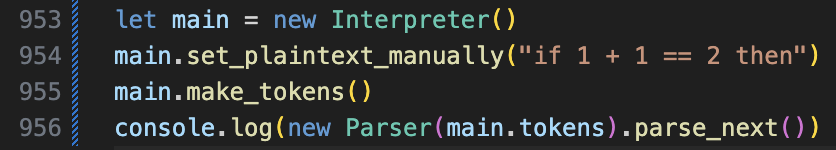 953 let main = new Interpreter()
954 main.set_plaintext_manually("if 1 + 1 == 2 then")
955 main.make_tokens()
956 console.log(new Parser(main.tokens).parse_next())